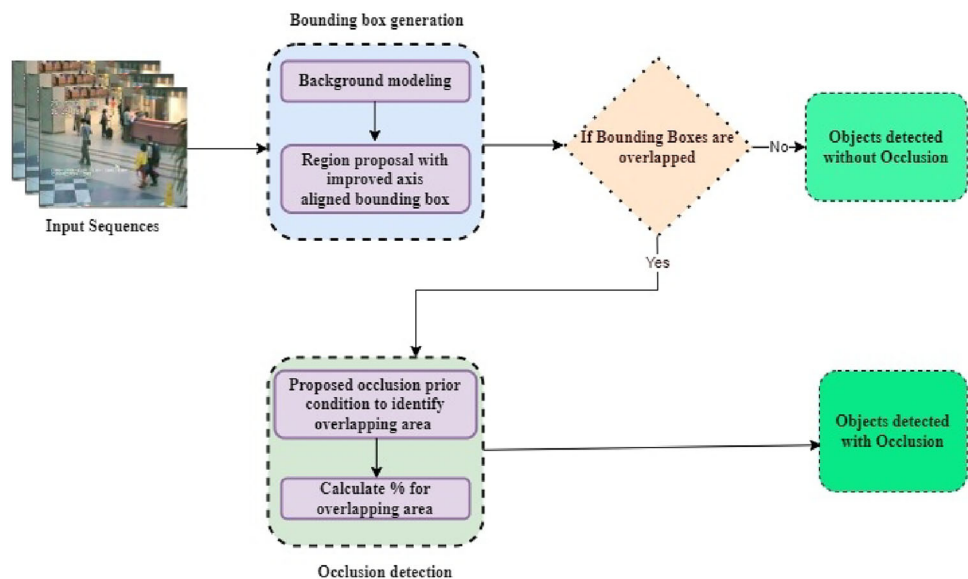 Bounding box generation
Background modeling
Region proposal with
improved axis
aligned bounding box
Input Sequences
If Bounding Boxes are
overlapped
No
Objects detected
without Occlusion
Yes
Proposed occlusion prior
condition to identify
overlapping area
Calculate % for
overlapping area
Objects detected
with Occlusion
Occlusion detection